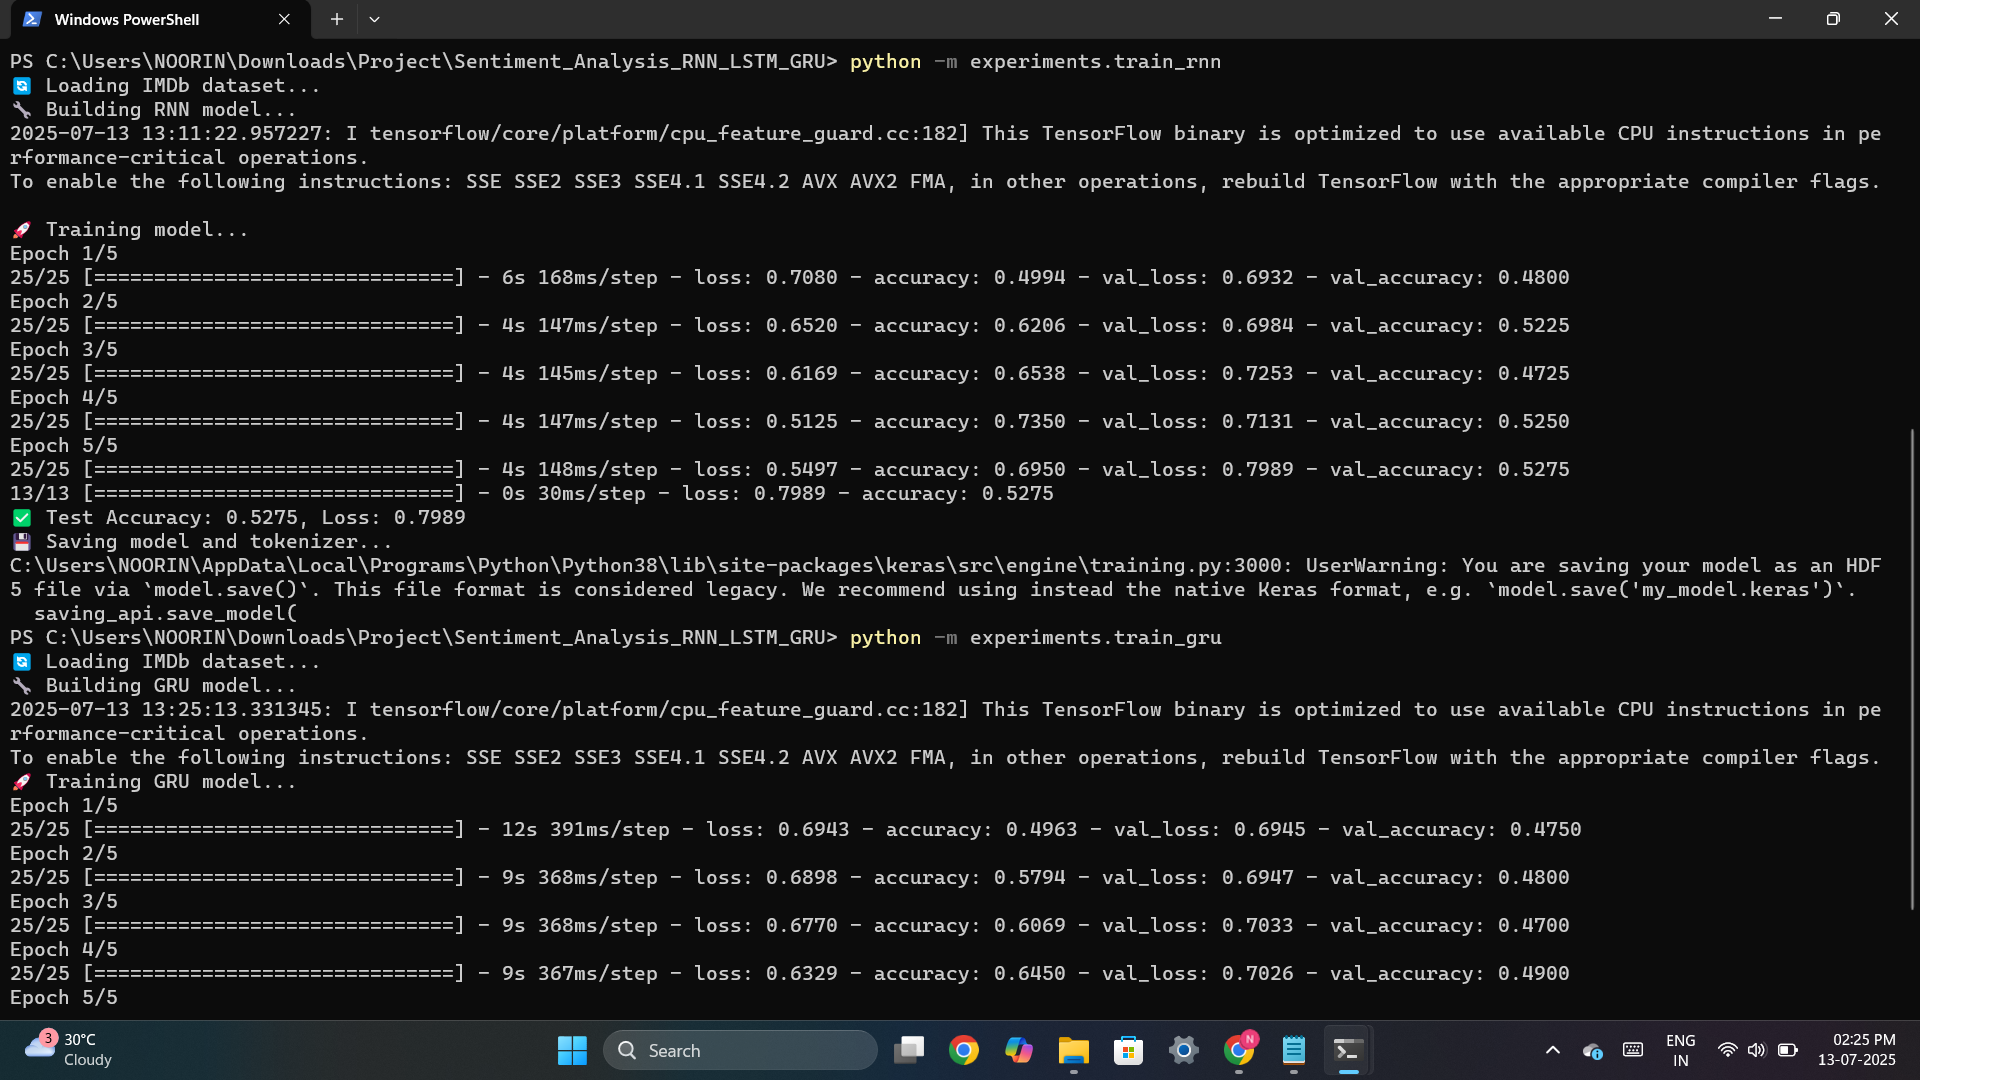 Windows PowerShell
PS C:\Users\NOORIN\Downloads\Project\Sentiment_Analysis_RNN_LSTM_GRU> python -m experiments.train_rnn
Loading IMDb dataset...
Building RNN model...
2025-07-13 13:11:22.957227: I tensorflow/core/platform/cpu_feature_guard.cc:182] This TensorFlow binary is optimized to use available CPU instructions in pe
rformance-critical operations.
To enable the following instructions: SSE SSE2 SSE3 SSE4.1 SSE4.2 AVX AVX2 FMA, in other operations, rebuild TensorFlow with the appropriate compiler flags.
Training model...
Epoch 1/5
25/25 [==============================] - 6s 168ms/step - loss: 0.7080 - accuracy: 0.4994 - val_loss: 0.6932 - val_accuracy: 0.4800
Epoch 2/5
25/25 [==============================] - 4s 147ms/step - loss: 0.6520 - accuracy: 0.6206 - val_loss: 0.6984 - val_accuracy: 0.5225
Epoch 3/5
25/25 [==============================] - 4s 145ms/step - loss: 0.6169 - accuracy: 0.6538 - val_loss: 0.7253 - val_accuracy: 0.4725
Epoch 4/5
25/25 [==============================] - 4s 147ms/step - loss: 0.5125 - accuracy: 0.7350 - val_loss: 0.7131 - val_accuracy: 0.5250
Epoch 5/5
25/25 [==============================] - 4s 148ms/step - loss: 0.5497 - accuracy: 0.6950 - val_loss: 0.7989 - val_accuracy: 0.5275
13/13 [==============================] - 0s 30ms/step - loss: 0.7989 - accuracy: 0.5275
Test Accuracy: 0.5275, Loss: 0.7989
Saving model and tokenizer...
C:\Users\NOORIN\AppData\Local\Programs\Python\Python38\lib\site-packages\keras\src\engine\training.py:3000: UserWarning: You are saving your model as an HDF
5 file via `model.save()`. This file format is considered legacy. We recommend using instead the native Keras format, e.g. `model.save('my_model.keras')`.
saving_api.save_model(
PS C:\Users\NOORIN\Downloads\Project\Sentiment_Analysis_RNN_LSTM_GRU> python -m experiments.train_gru
Loading IMDb dataset...
Building GRU model...
2025-07-13 13:25:13.331345: I tensorflow/core/platform/cpu_feature_guard.cc:182] This TensorFlow binary is optimized to use available CPU instructions in pe
rformance-critical operations.
To enable the following instructions: SSE SSE2 SSE3 SSE4.1 SSE4.2 AVX AVX2 FMA, in other operations, rebuild TensorFlow with the appropriate compiler flags.
Training GRU model...
Epoch 1/5
25/25 [==============================] - 12s 391ms/step - loss: 0.6943 - accuracy: 0.4963 - val_loss: 0.6945 - val_accuracy: 0.4750
Epoch 2/5
25/25 [==============================] - 9s 368ms/step - loss: 0.6898 - accuracy: 0.5794 - val_loss: 0.6947 - val_accuracy: 0.4800
Epoch 3/5
25/25 [==============================] - 9s 368ms/step - loss: 0.6770 - accuracy: 0.6069 - val_loss: 0.7033 - val_accuracy: 0.4700
Epoch 4/5
25/25 [==============================] - 9s 367ms/step - loss: 0.6329 - accuracy: 0.6450 - val_loss: 0.7026 - val_accuracy: 0.4900
Epoch 5/5
3
30°C
Cloudy
Search
N
ENG
IN
02:25 PM
13-07-2025